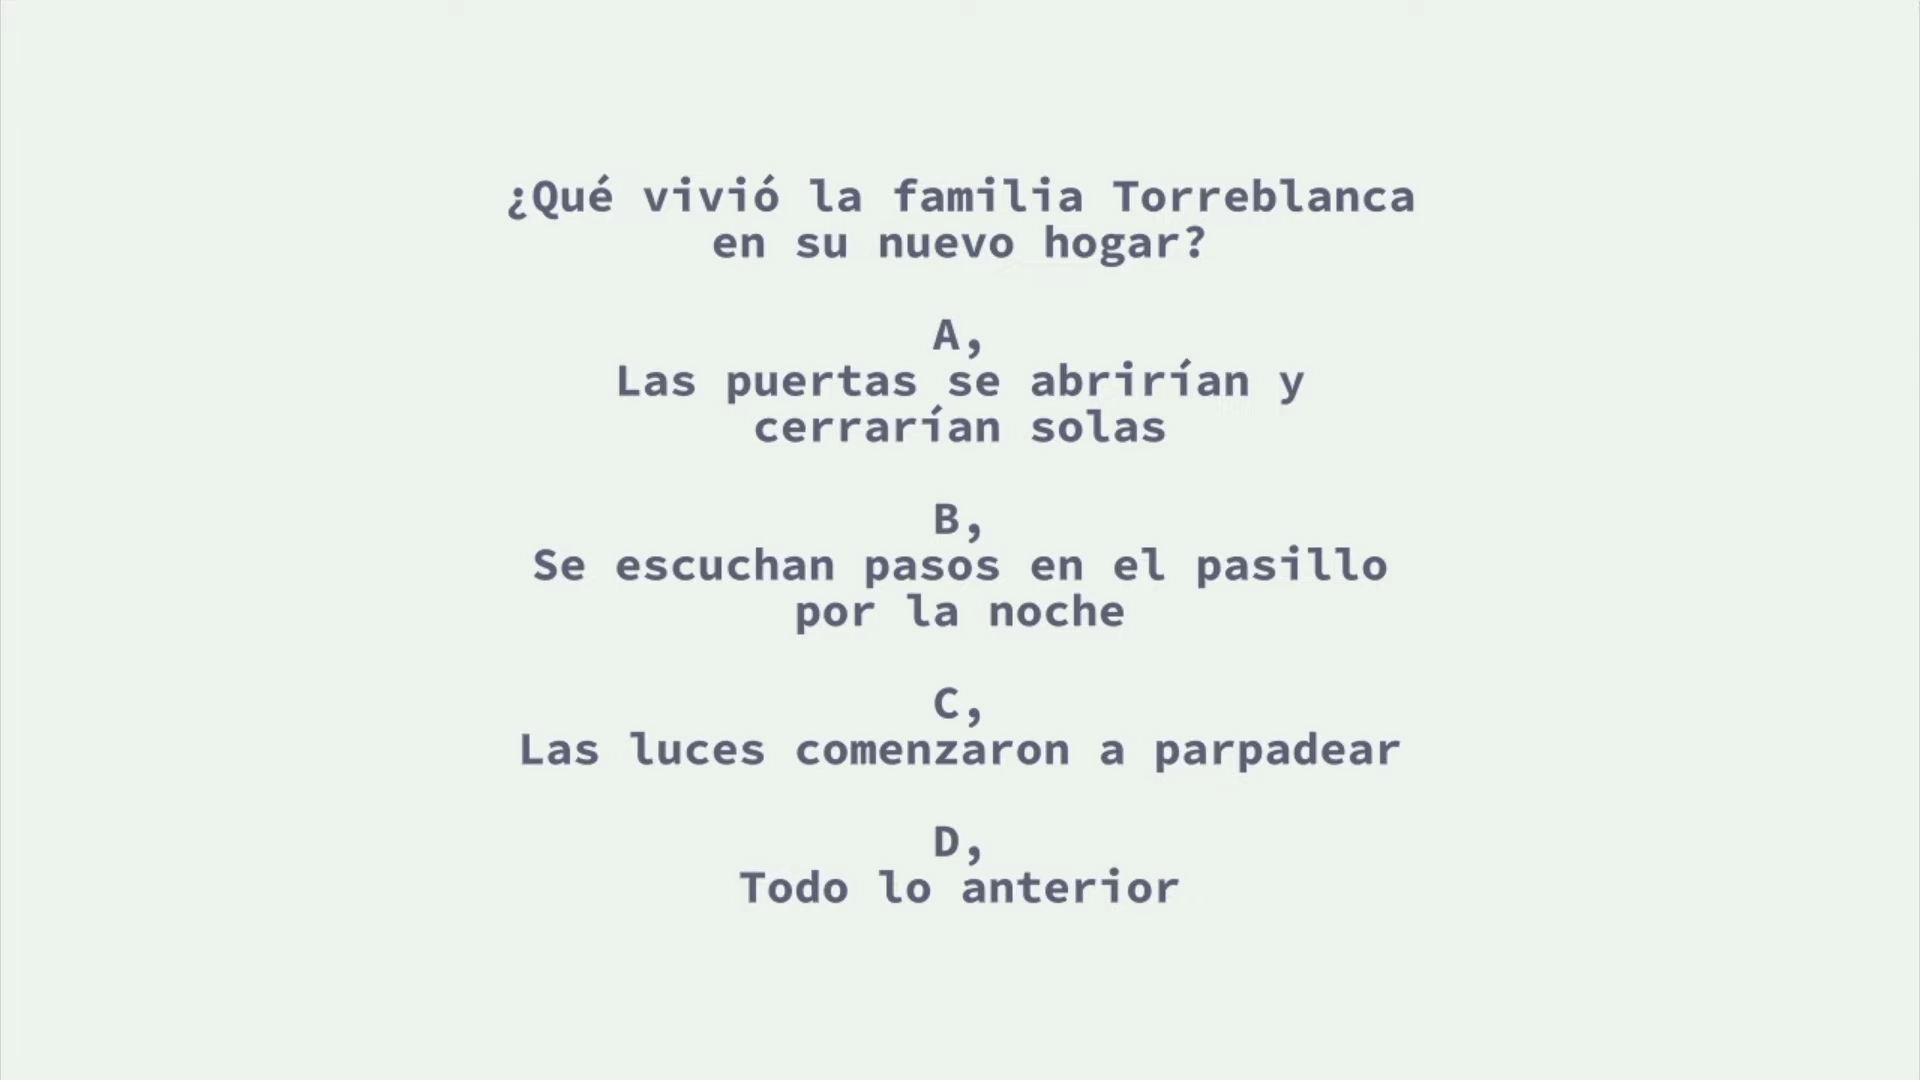 ¿Qué vivió la familia Torreblanca
en su nuevo hogar?
A,
Las puertas se abrirían y
cerrarían solas
B,
Se escuchan pasos en el pasillo
por la noche
C,
Las luces comenzaron a parpadear
D,
Todo lo anterior